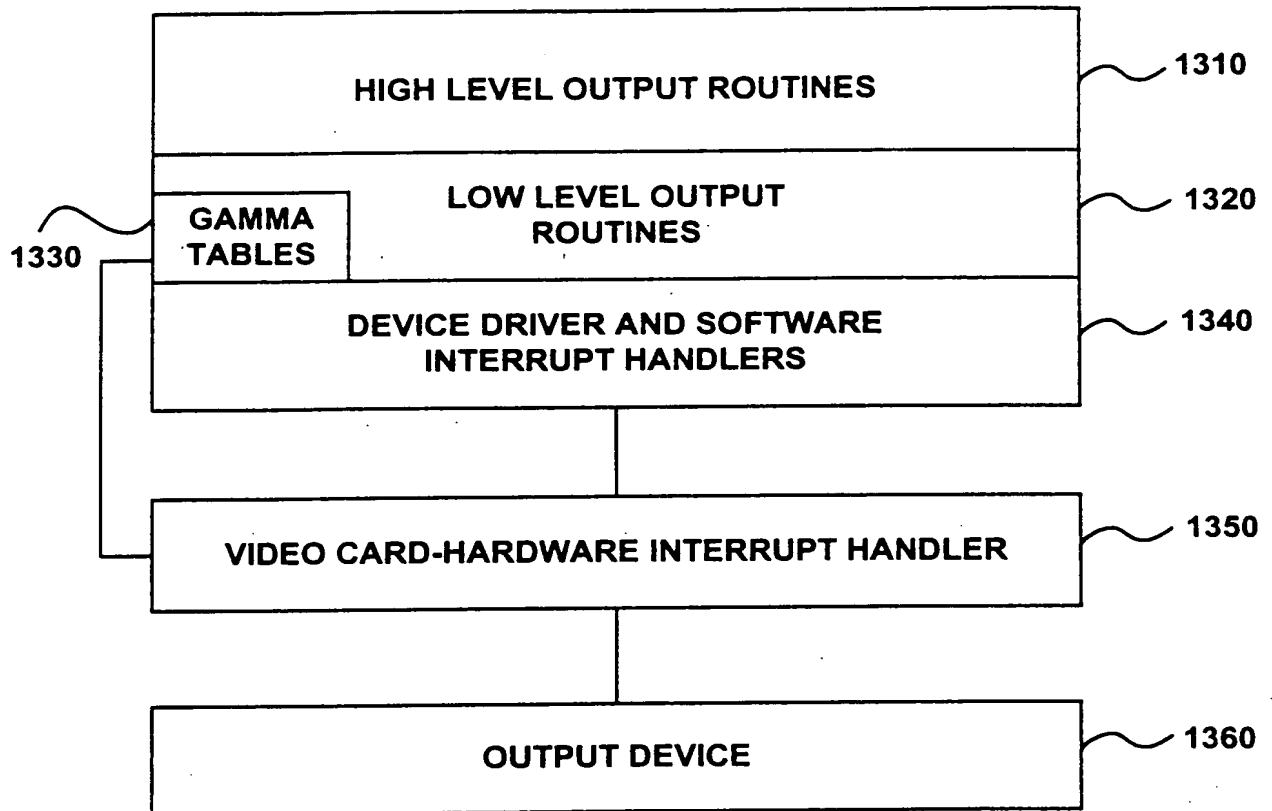 HIGH LEVEL OUTPUT ROUTINES
1310
LOW LEVEL OUTPUT
ROUTINES
1320
GAMMA
TABLES
1330
DEVICE DRIVER AND SOFTWARE
INTERRUPT HANDLERS
1340
VIDEO CARD-HARDWARE INTERRUPT HANDLER
1350
OUTPUT DEVICE
1360